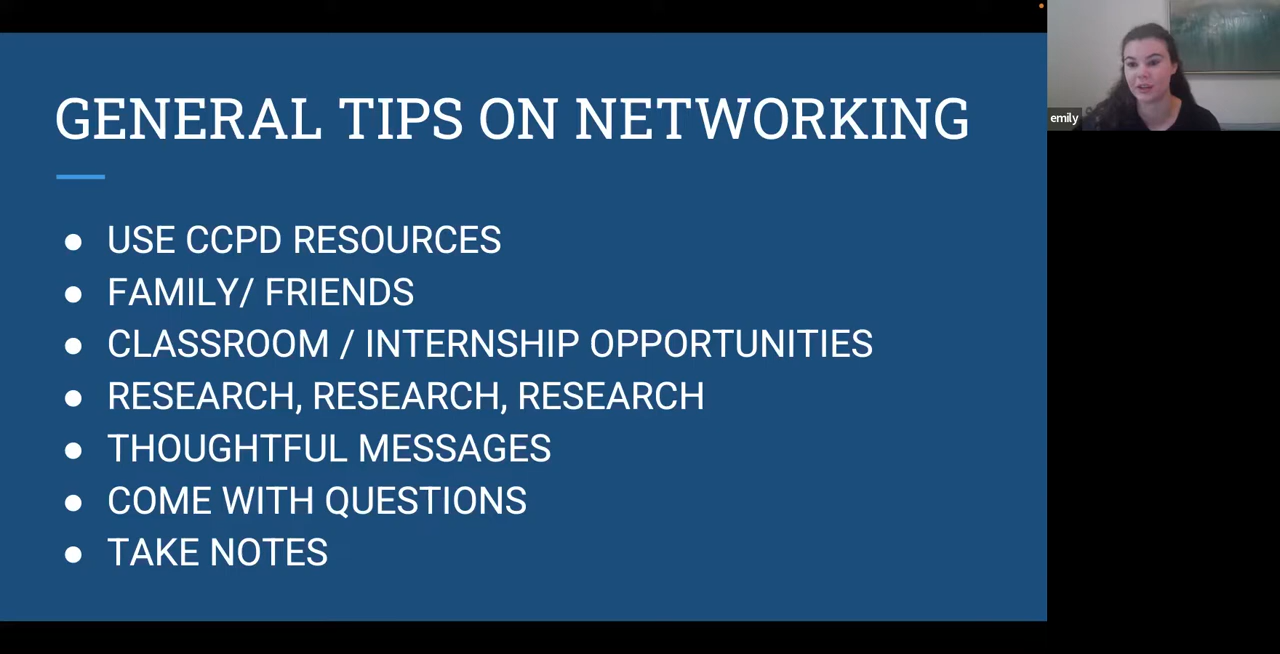 GENERAL TIPS ON NETWORKING
● USE CCPD RESOURCES
● FAMILY/ FRIENDS
● CLASSROOM / INTERNSHIP OPPORTUNITIES
● RESEARCH, RESEARCH, RESEARCH
● THOUGHTFUL MESSAGES
● COME WITH QUESTIONS
● TAKE NOTES
emily